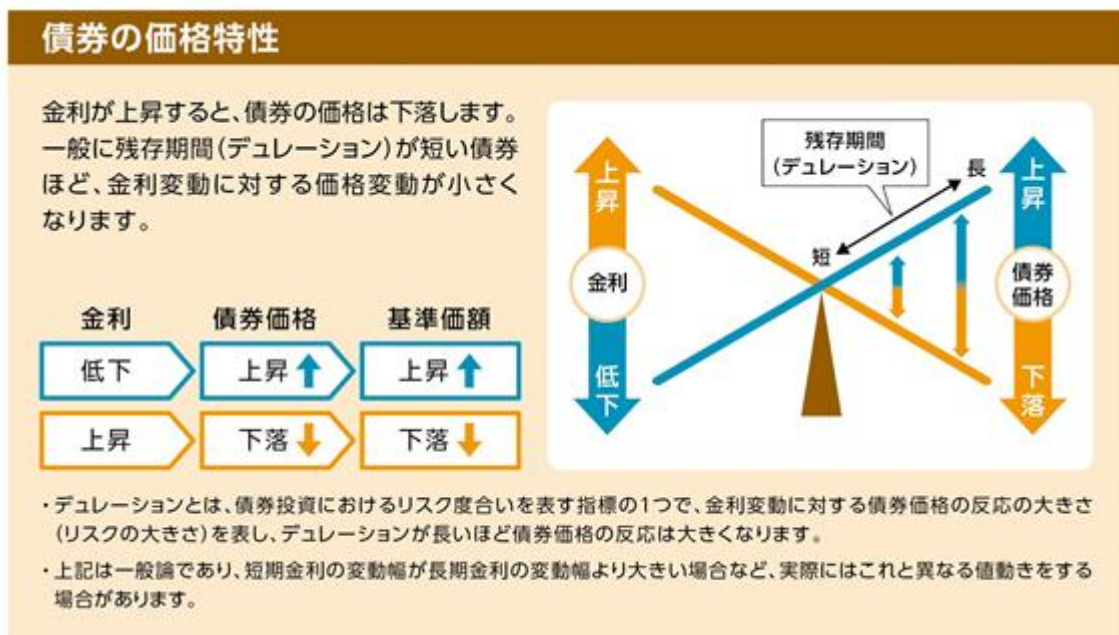 債券の価格特性
金利が上昇すると、債券の価格は下落します。
一般に残存期間(デュレーション)が短い債券
ほど、金利変動に対する価格変動が小さく
なります。
金利 債券価格 基準価額
低下 上昇 上昇
上昇 下落 下落
残存期間
(デュレーション)
長
短
上昇
金利
低下
上昇
債券
価格
下落
・デュレーションとは、債券投資におけるリスク度合いを表す指標の1つで、金利変動に対する債券価格の反応の大きさ
(リスクの大きさ)を表し、デュレーションが長いほど債券価格の反応は大きくなります。
・上記は一般論であり、短期金利の変動幅が長期金利の変動幅より大きい場合など、実際にはこれと異なる値動きをする
場合があります。